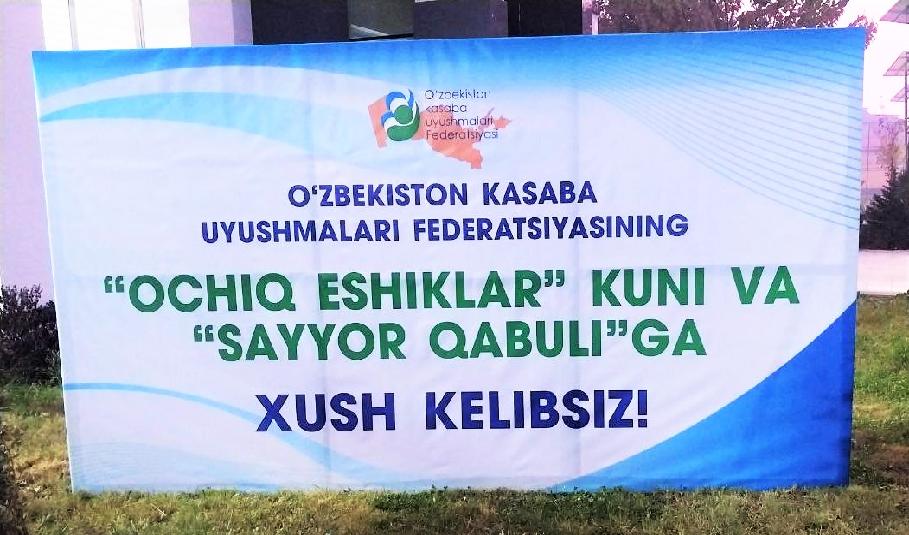 O'zbekiston
kasaba
uyushmalari
Federatsiyasi
O‘ZBEKISTON KASABA
UYUSHMALARI FEDERATSIYASINING
“OCHIQ ESHIKLAR” KUNI VA
“SAYYOR QABULI”GA
XUSH KELIBSIZ!